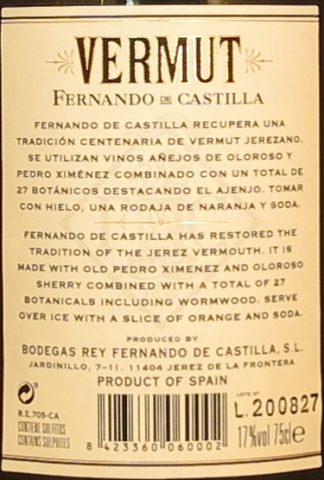 VERMUT
FERNANDO DE CASTILLA
FERNANDO DE CASTILLA RECUPERA UNA
TRADICIÓN CENTENARIA DE VERMUT JEREZANO.
SE UTILIZAN VINOS AÑEJOS DE OLOROSO Y
PEDRO XIMÉNEZ COMBINADO CON UN TOTAL DE
27 BOTÁNICOS DESTACANDO EL AJENJO. TOMAR
CON HIELO, UNA RODAJA DE NARANJA Y SODA.
FERNANDO DE CASTILLA HAS RESTORED THE
TRADITION OF THE JEREZ VERMOUTH. IT IS
MADE WITH OLD PEDRO XIMENEZ AND OLOROSO
SHERRY COMBINED WITH A TOTAL OF 27
BOTANICALS INCLUDING WORMWOOD. SERVE
OVER ICE WITH A SLICE OF ORANGE AND SODA.
PRODUCED BY
BODEGAS REY FERNANDO DE CASTILLA, S.L.
JARDINILLO, 7-11. 11404 JEREZ DE LA FRONTERA
PRODUCT OF SPAIN
R.E.705-CA
CONTIENE SULFITOS
CONTAINS SULPHITES
8 423360 060002
LOTE Nº
L.200827
17%vol 75cl e